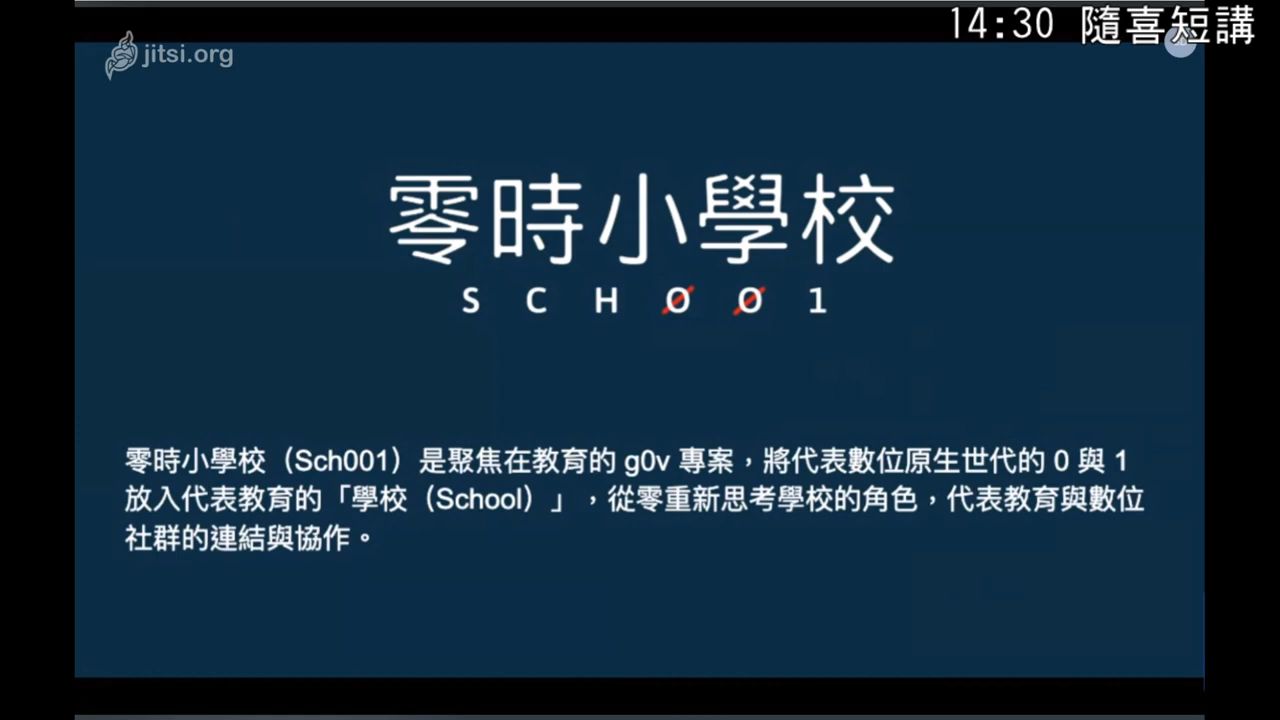 14:30 隨喜短講
jitsi.org
零時小學校
SCH001
零時小學校（Sch001）是聚焦在教育的 g0v 專案，將代表數位原生世代的 0 與 1
放入代表教育的「學校（School）」，從零重新思考學校的角色，代表教育與數位
社群的連結與協作。